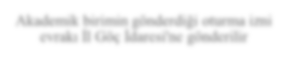 Akademik birimin gönderdiği oturma izni
evrakı İl Göç İdaresi'ne gönderilir